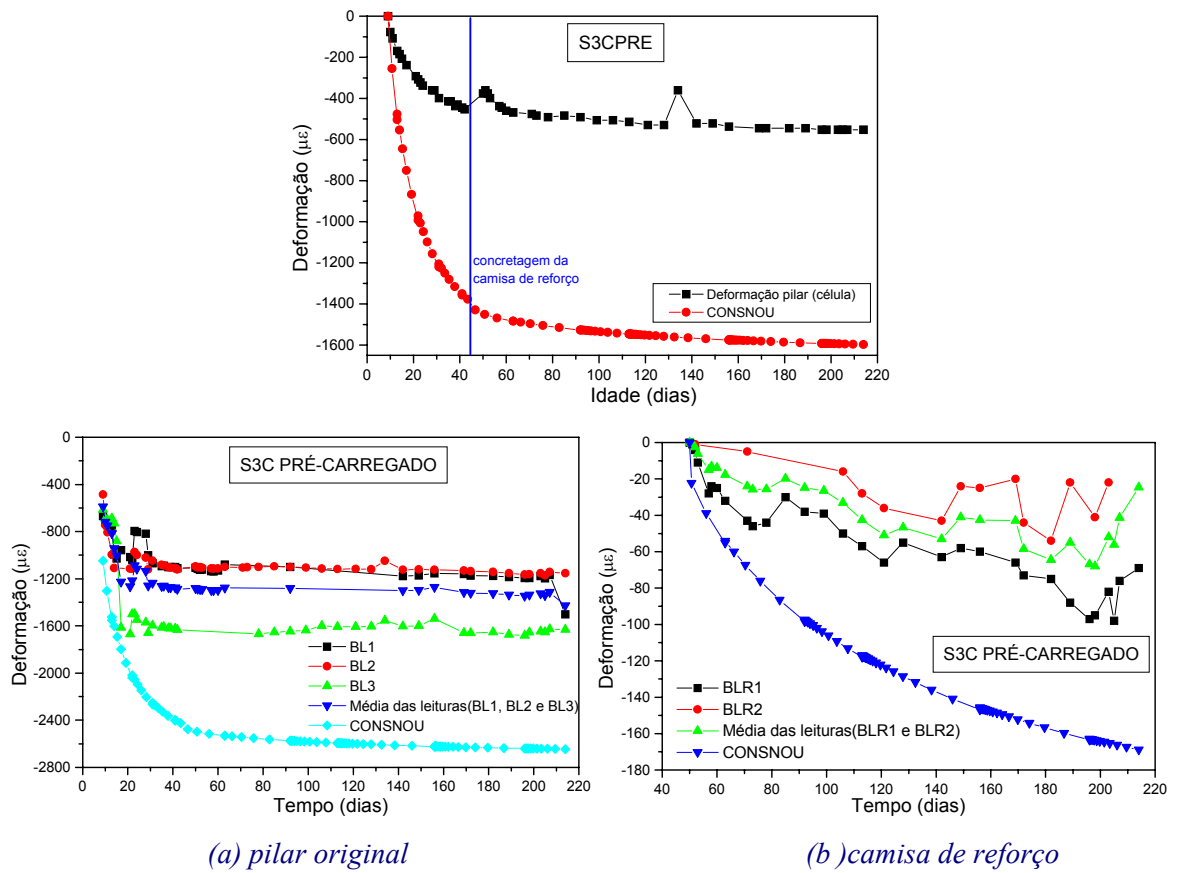 S3CPRE
Deformação (με)
0
-200
-400
-600
-800
-1000
-1200
-1400
-1600
concretagem da
camisa de reforço
Deformação pilar (célula)
CONSNOU
0 20 40 60 80 100 120 140 160 180 200 220
Idade (dias)
S3C PRÉ-CARREGADO
Deformação (με)
0
-400
-800
-1200
-1600
-2000
-2400
-2800
BL1
BL2
BL3
Média das leituras(BL1, BL2 e BL3)
CONSNOU
0 20 40 60 80 100 120 140 160 180 200 220
Tempo (dias)
(a) pilar original
Deformação (με)
0
-20
-40
-60
-80
-100
-120
-140
-160
-180
S3C PRÉ-CARREGADO
BLR1
BLR2
Média das leituras(BLR1 e BLR2)
CONSNOU
40 60 80 100 120 140 160 180 200 220
Tempo (dias)
(b )camisa de reforço